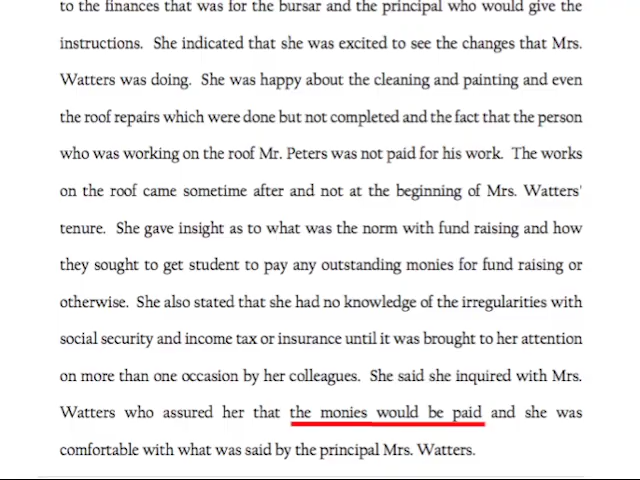 to the finances that was for the bursar and the principal who would give the
instructions. She indicated that she was excited to see the changes that Mrs.
Watters was doing. She was happy about the cleaning and painting and even
the roof repairs which were done but not completed and the fact that the person
who was working on the roof Mr. Peters was not paid for his work. The works
on the roof came sometime after and not at the beginning of Mrs. Watters'
tenure. She gave insight as to what was the norm with fund raising and how
they sought to get student to pay any outstanding monies for fund raising or
otherwise. She also stated that she had no knowledge of the irregularities with
social security and income tax or insurance until it was brought to her attention
on more than one occasion by her colleagues. She said she inquired with Mrs.
Watters who assured her that the monies would be paid and she was
comfortable with what was said by the principal Mrs. Watters.